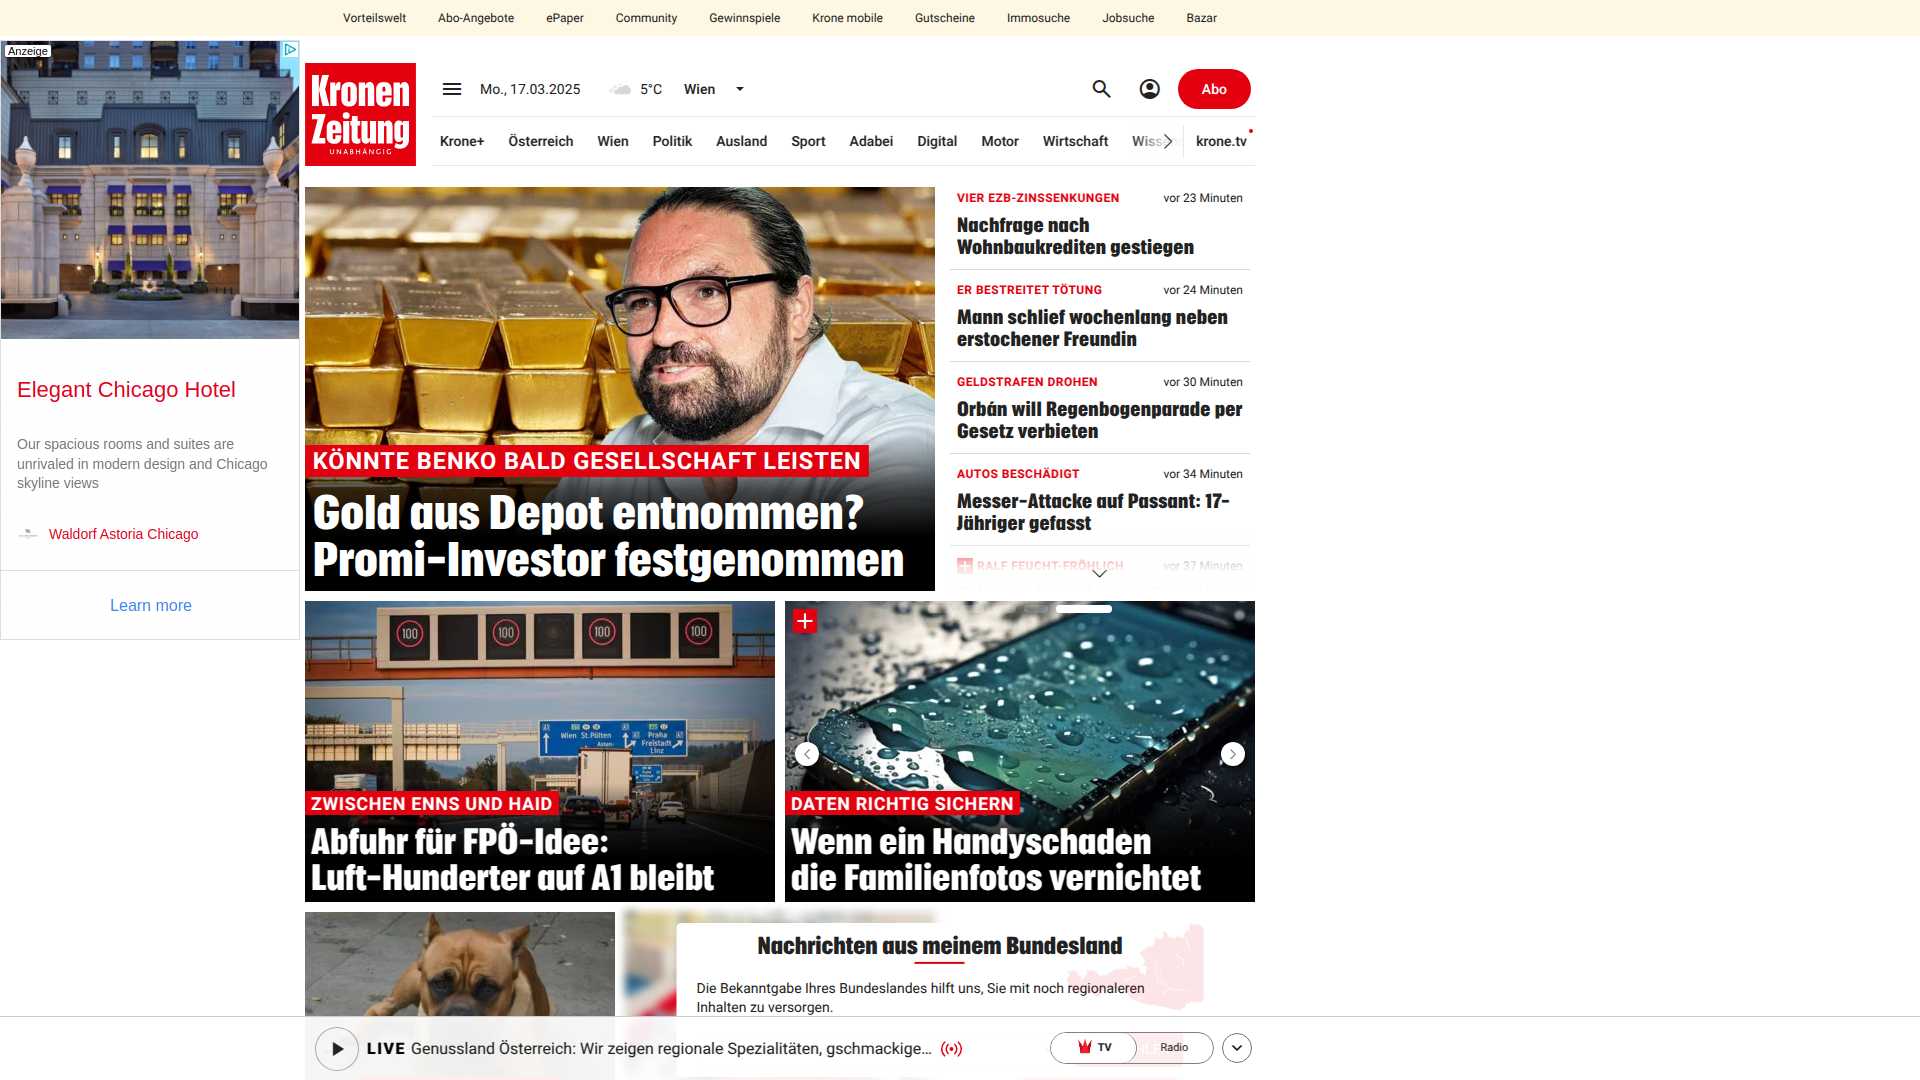 Vorteilswelt Abo-Angebote ePaper Community Gewinnspiele Krone mobile Gutscheine Immosuche Jobsuche Bazar
Anzeige
Elegant Chicago Hotel
Our spacious rooms and suites are
unrivaled in modern design and Chicago
skyline views
Waldorf Astoria Chicago
Learn more
Kronen
Zeitung
UNABHÄNGIG
Mo., 17.03.2025 5°C Wien
Abo
Krone+ Österreich Wien Politik Ausland Sport Adabei Digital Motor Wirtschaft krone.tv
KÖNNTE BENKO BALD GESELLSCHAFT LEISTEN
Gold aus Depot entnommen?
Promi-Investor festgenommen
VIER EZB-ZINSSENKUNGEN vor 23 Minuten
Nachfrage nach
Wohnbaukrediten gestiegen
ER BESTREITET TÖTUNG vor 24 Minuten
Mann schlief wochenlang neben
erstochener Freundin
GELDSTRAFEN DROHEN vor 30 Minuten
Orbán will Regenbogenparade per
Gesetz verbieten
AUTOS BESCHÄDIGT vor 34 Minuten
Messer-Attacke auf Passant: 17-
Jähriger gefasst
RALF FEUCHT-FRÖHLICH vor 37 Minuten
100 100 100 100
Wien St.Pölten
Praha
Freistadt
Linz
ZWISCHEN ENNS UND HAID
Abfuhr für FPÖ-Idee:
Luft-Hunderter auf A1 bleibt
DATEN RICHTIG SICHERN
Wenn ein Handyschaden
die Familienfotos vernichtet
Nachrichten aus meinem Bundesland
Die Bekanntgabe Ihres Bundeslandes hilft uns, Sie mit noch regionaleren
Inhalten zu versorgen.
LIVE Genussland Österreich: Wir zeigen regionale Spezialitäten, gschmackige...
TV Radio